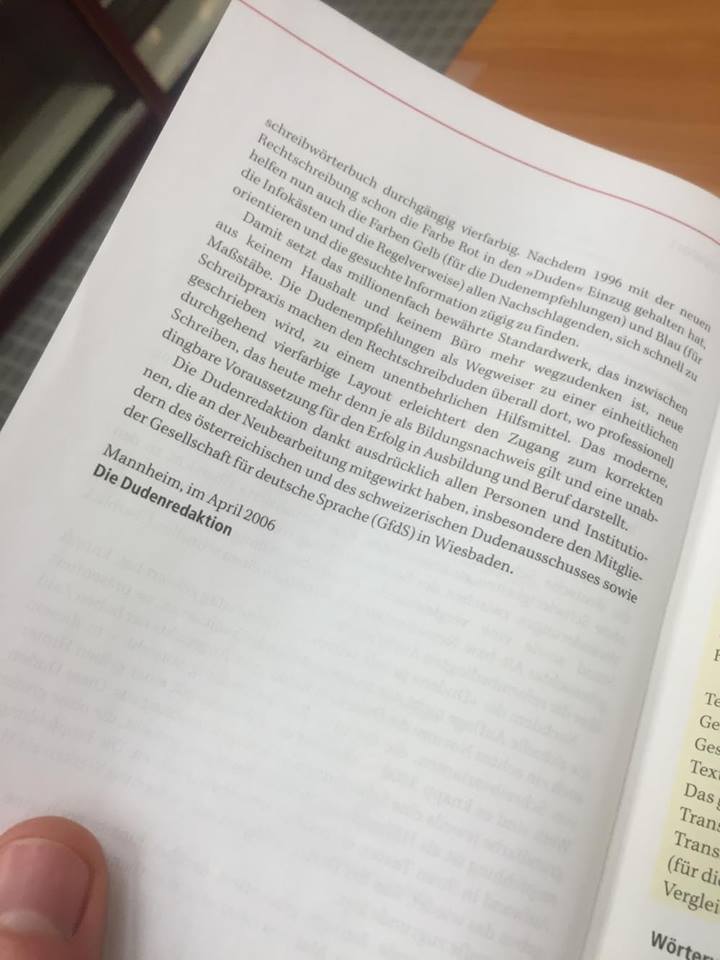 schreibwörterbuch durchgängig vierfarbig. Nachdem 1996 mit der neuen
Rechtschreibung schon die Farbe Rot in den »Duden« Einzug gehalten hat,
helfen nun auch die Farben Gelb (für die Dudenempfehlungen) und Blau (für
die Infokästen und die Regelverweise) allen Nachschlagenden, sich schnell zu
orientieren und die gesuchte Information zügig zu finden.
Damit setzt das millionenfach bewährte Standardwerk, das inzwischen
aus keinem Haushalt und keinem Büro mehr wegzudenken ist, neue
Maßstäbe. Die Dudenempfehlungen als Wegweiser zu einer einheitlichen
Schreibpraxis machen den Rechtschreibduden überall dort, wo professionell
geschrieben wird, zu einem unentbehrlichen Hilfsmittel. Das moderne,
durchgehend vierfarbige Layout erleichtert den Zugang zum korrekten
Schreiben, das heute mehr denn je als Bildungsnachweis gilt und eine unab-
dingbare Voraussetzung für den Erfolg in Ausbildung und Beruf darstellt.
Die Dudenredaktion dankt ausdrücklich allen Personen und Institutio-
nen, die an der Neubearbeitung mitgewirkt haben, insbesondere den Mitglie-
dern des österreichischen und des schweizerischen Dudenausschusses sowie
der Gesellschaft für deutsche Sprache (GfdS) in Wiesbaden.
Mannheim, im April 2006
Die Dudenredaktion
Te
Ge
Ges
Text
Das
Trans
Trans
(für die
Verglei
Wörter